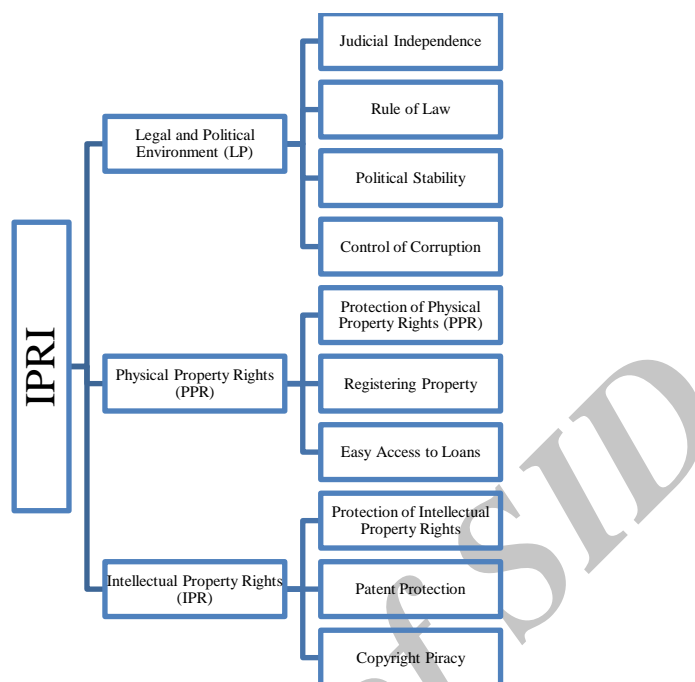 IPRI
Legal and Political
Environment (LP)
Judicial Independence
Rule of Law
Political Stability
Control of Corruption
Physical Property Rights
(PPR)
Protection of Physical
Property Rights (PPR)
Registering Property
Easy Access to Loans
Intellectual Property Rights
(IPR)
Protection of Intellectual
Property Rights
Patent Protection
Copyright Piracy
of SID